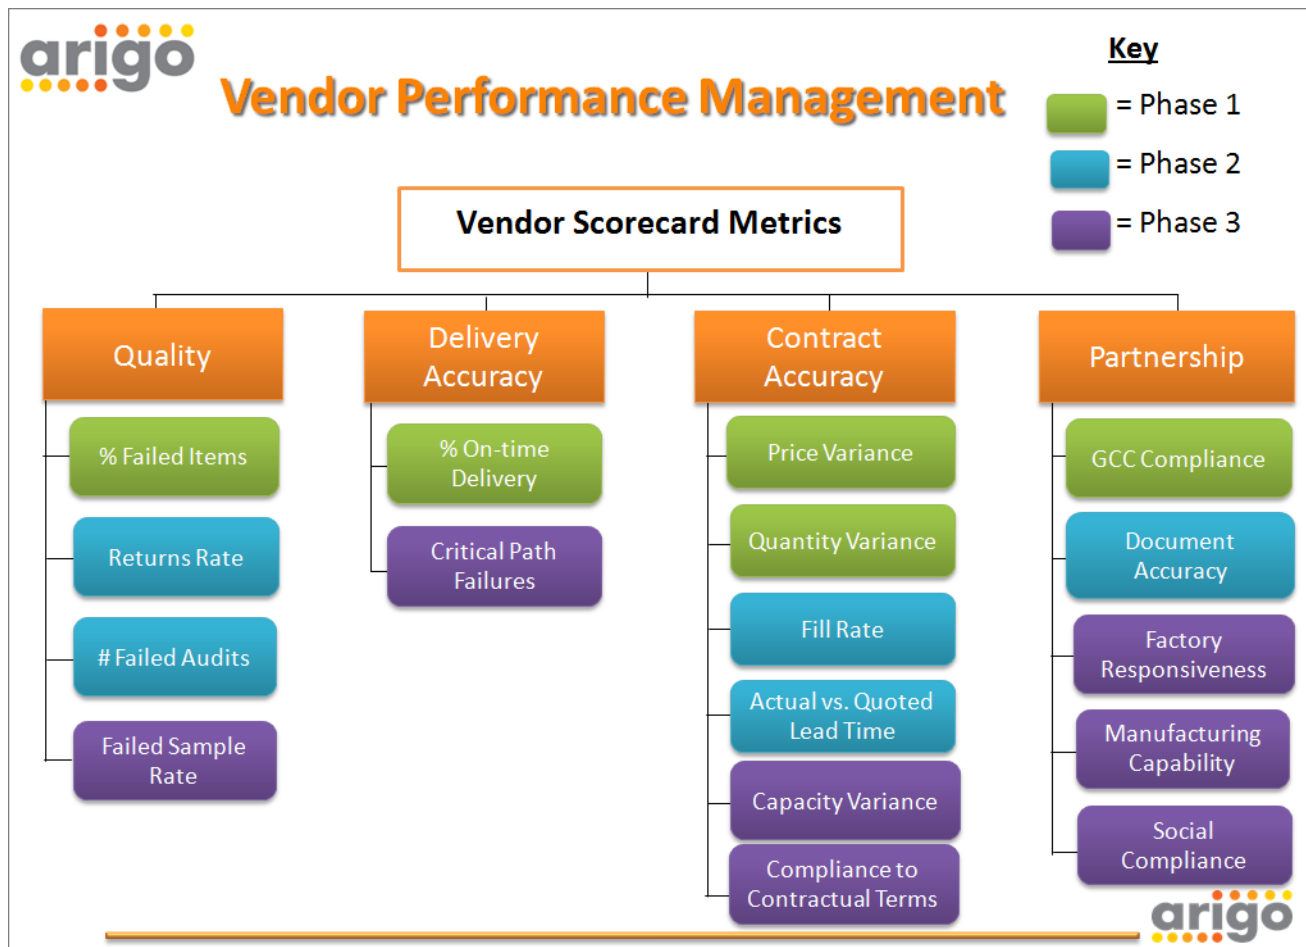 arigo
Vendor Performance Management
Key
= Phase 1
= Phase 2
= Phase 3
Vendor Scorecard Metrics
Quality
% Failed Items
Returns Rate
# Failed Audits
Failed Sample
Rate
Delivery
Accuracy
% On-time
Delivery
Critical Path
Failures
Contract
Accuracy
Price Variance
Quantity Variance
Fill Rate
Actual vs. Quoted
Lead Time
Capacity Variance
Compliance to
Contractual Terms
Partnership
GCC Compliance
Document
Accuracy
Factory
Responsiveness
Manufacturing
Capability
Social
Compliance
arigo